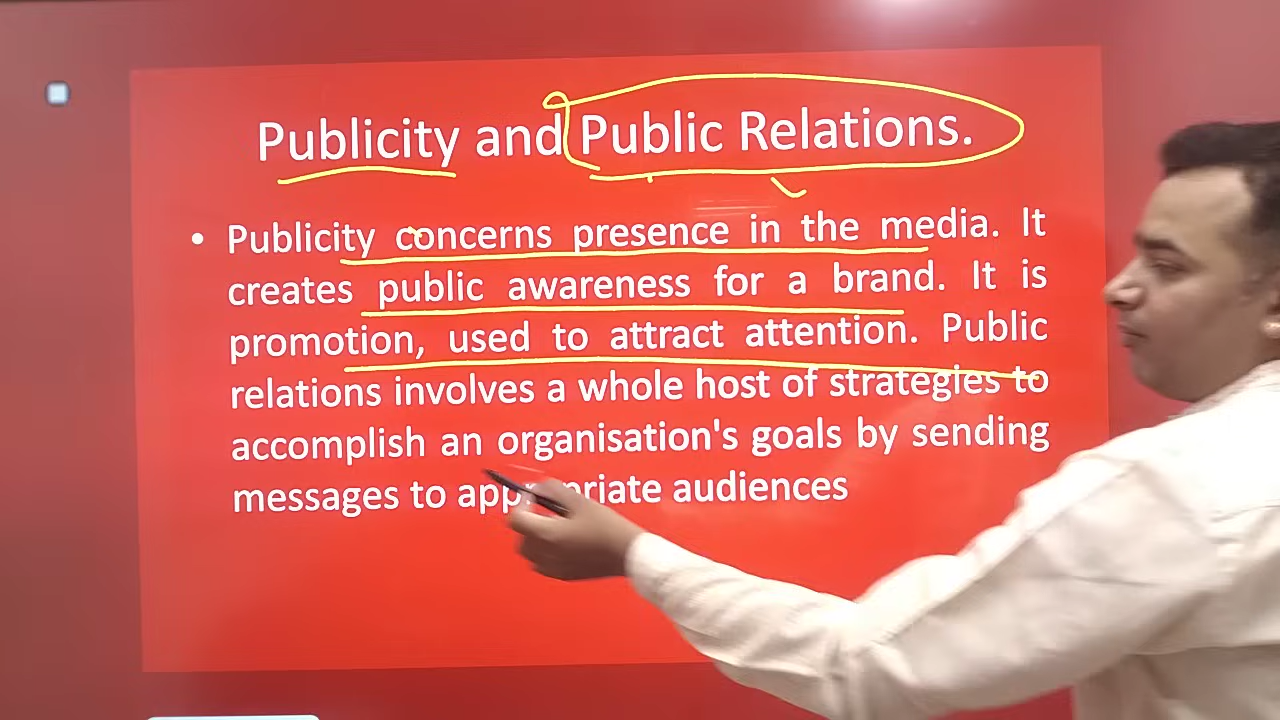 Publicity and Public Relations.
• Publicity concerns presence in the media. It
creates public awareness for a brand. It is
promotion, used to attract attention. Public
relations involves a whole host of strategies to
accomplish an organisation's goals by sending
messages to audiences